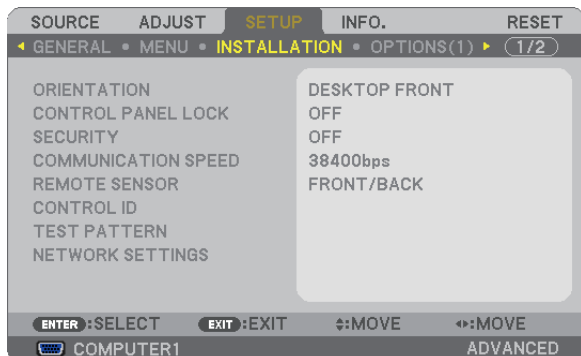 SOURCE ADJUST SETUP INFO. RESET
GENERAL • MENU • INSTALLATION • OPTIONS(1) 1/2
ORIENTATION DESKTOP FRONT
CONTROL PANEL LOCK OFF
SECURITY OFF
COMMUNICATION SPEED 38400bps
REMOTE SENSOR FRONT/BACK
CONTROL ID
TEST PATTERN
NETWORK SETTINGS
ENTER :SELECT EXIT :EXIT :MOVE :MOVE
COMPUTER1 ADVANCED